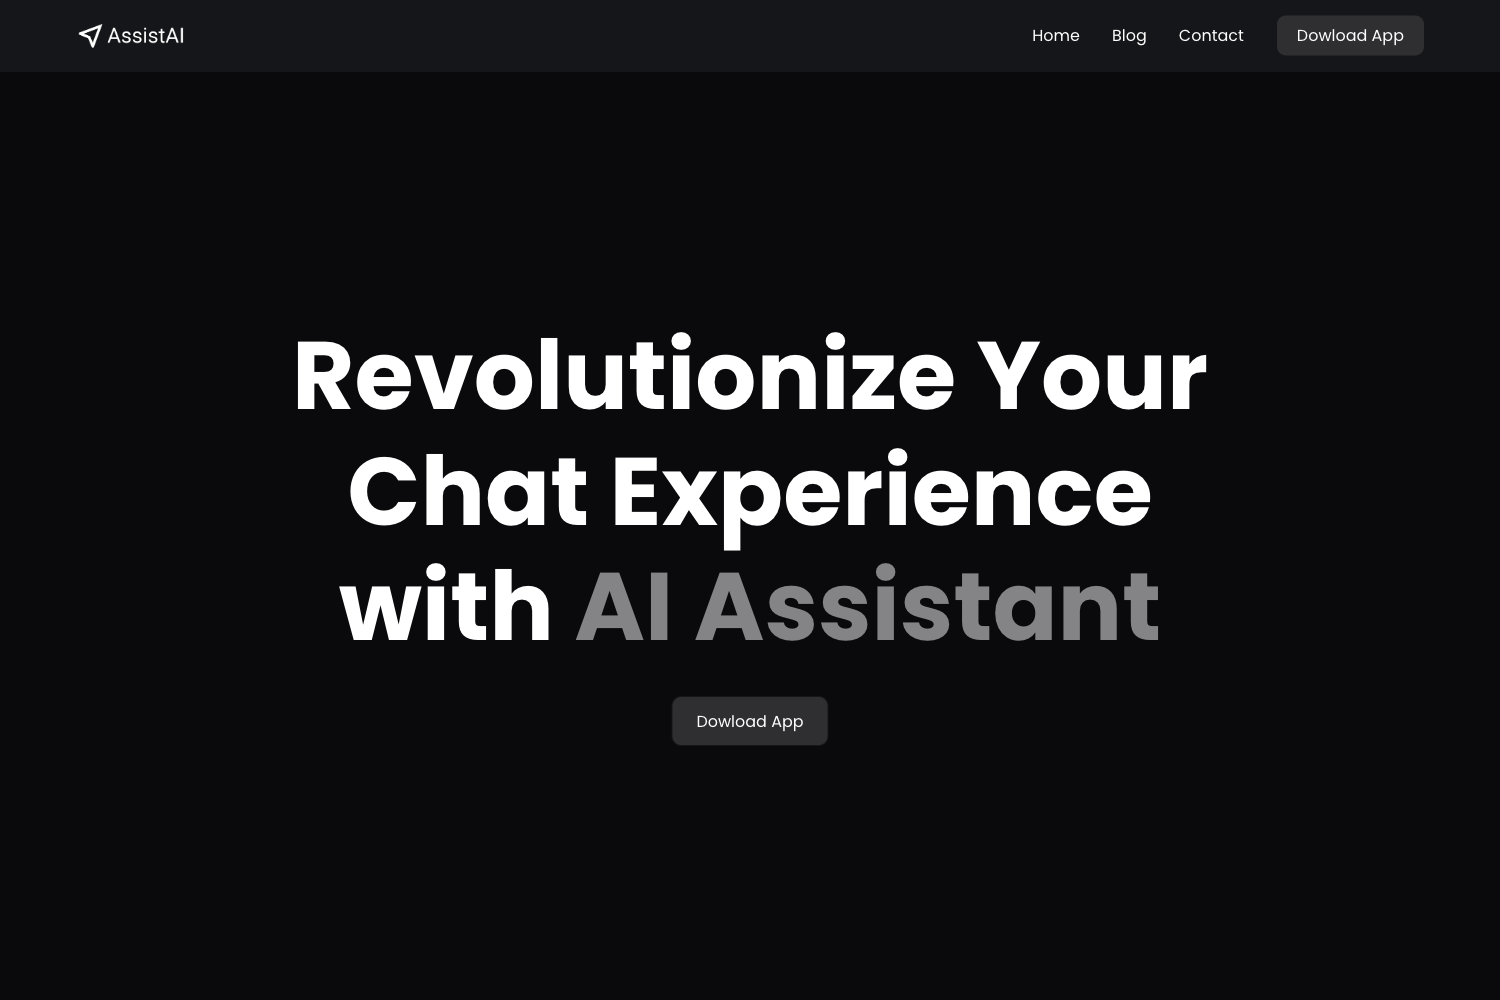 AssistAI
Home
Blog
Contact
Dowload App
Revolutionize Your
Chat Experience
with AI Assistant
Dowload App